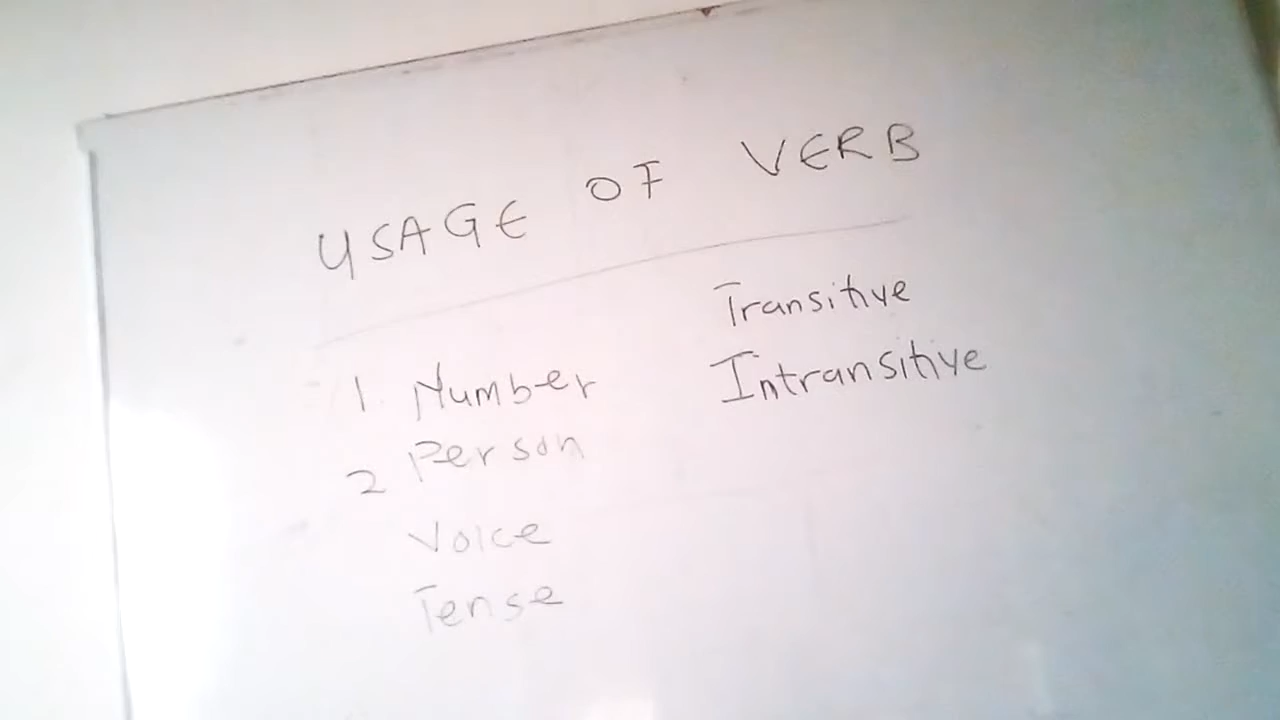 USAGE OF VERB
1 Number
2 Person
Voice
Tense
Transitive
Intransitive